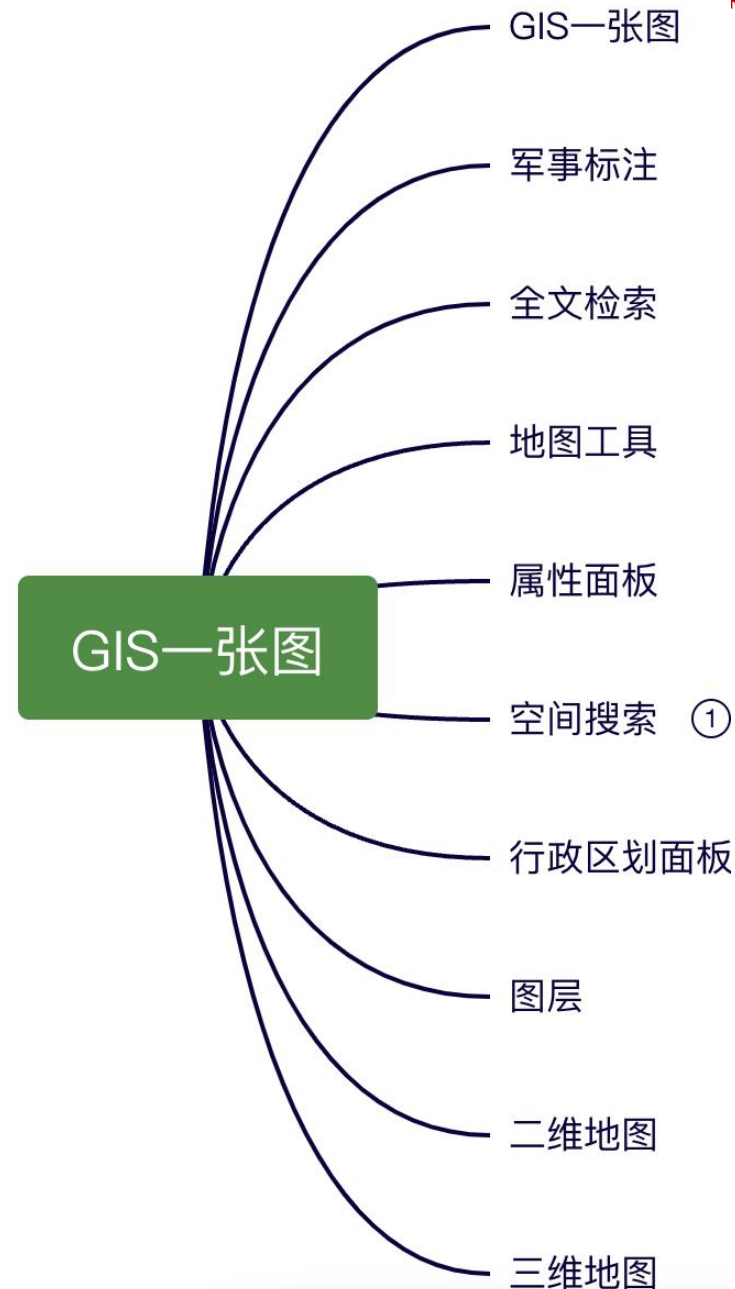 GIS一张图
军事标注
全文检索
地图工具
属性面板
GIS一张图
空间搜索 ①
行政区划面板
图层
二维地图
三维地图